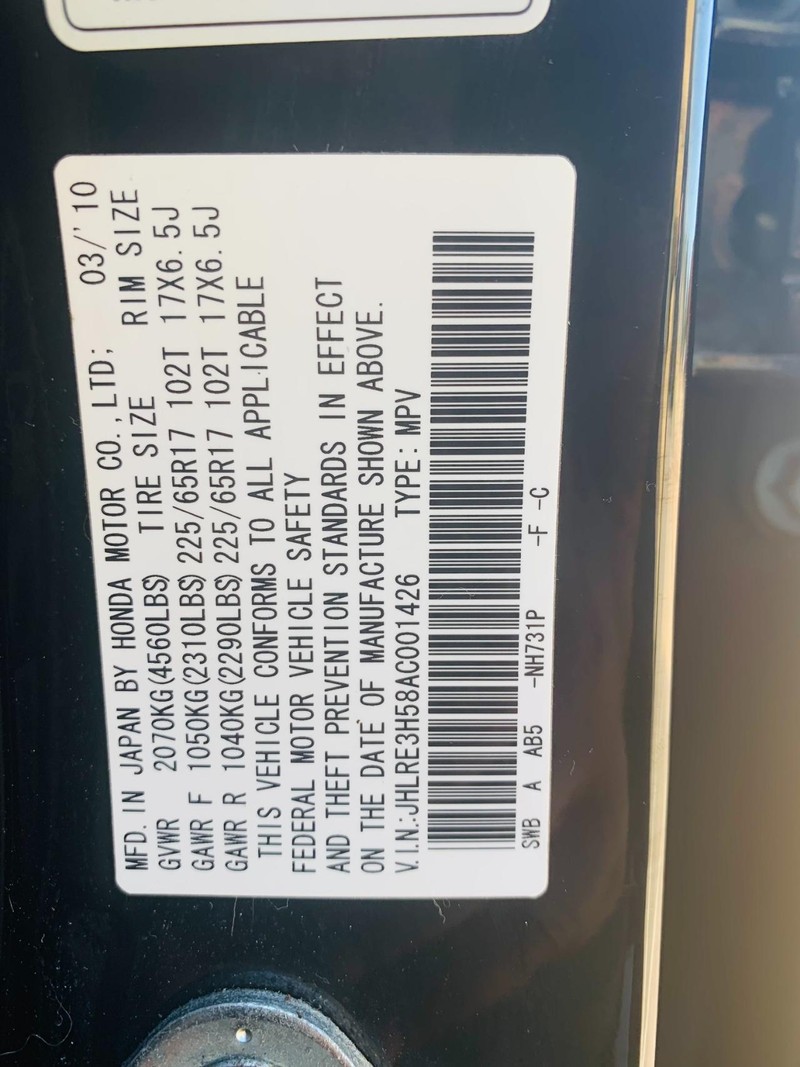 MFD. IN JAPAN BY HONDA MOTOR CO., LTD; 03/'10
GVWR 2070KG(4560LBS) TIRE SIZE RIM SIZE
GAWR F 1050KG(2310LBS) 225/65R17 102T 17X6.5J
GAWR R 1040KG(2290LBS) 225/65R17 102T 17X6.5J
THIS VEHICLE CONFORMS TO ALL APPLICABLE
FEDERAL MOTOR VEHICLE SAFETY
AND THEFT PREVENTION STANDARDS IN EFFECT
ON THE DATE OF MANUFACTURE SHOWN ABOVE.
V.I.N.:JHLRE3H58AC001426 TYPE:MPV
SWB A AB5 -NH731P -F -C